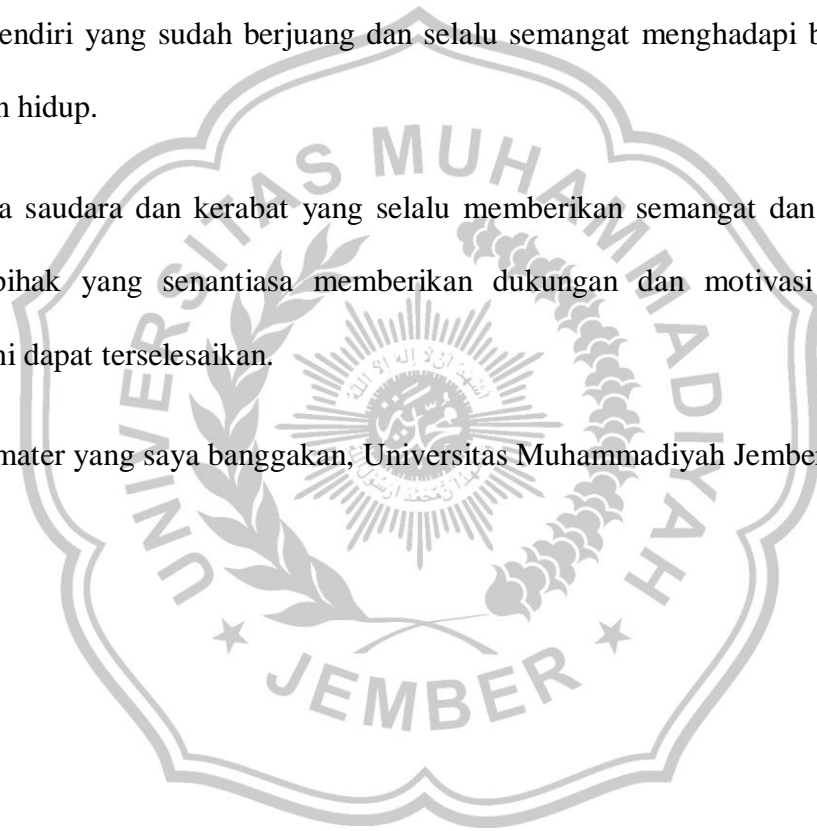 endiri yang sudah berjuang dan selalu semangat menghadapi b
n hidup.
a saudara dan kerabat yang selalu memberikan semangat dan
pihak yang senantiasa memberikan dukungan dan motivasi
ni dapat terselesaikan.
mater yang saya banggakan, Universitas Muhammadiyah Jember
UNIVERSITAS MUHAMMADIYAH
JEMBER